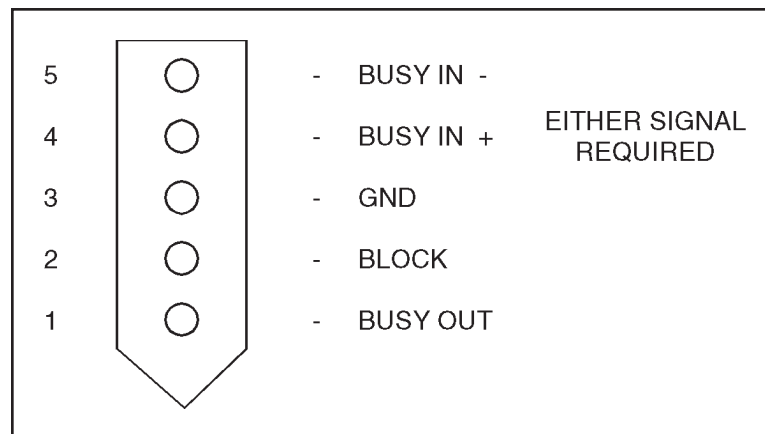 5 - BUSY IN -
4 - BUSY IN +
EITHER SIGNAL
REQUIRED
3 - GND
2 - BLOCK
1 - BUSY OUT